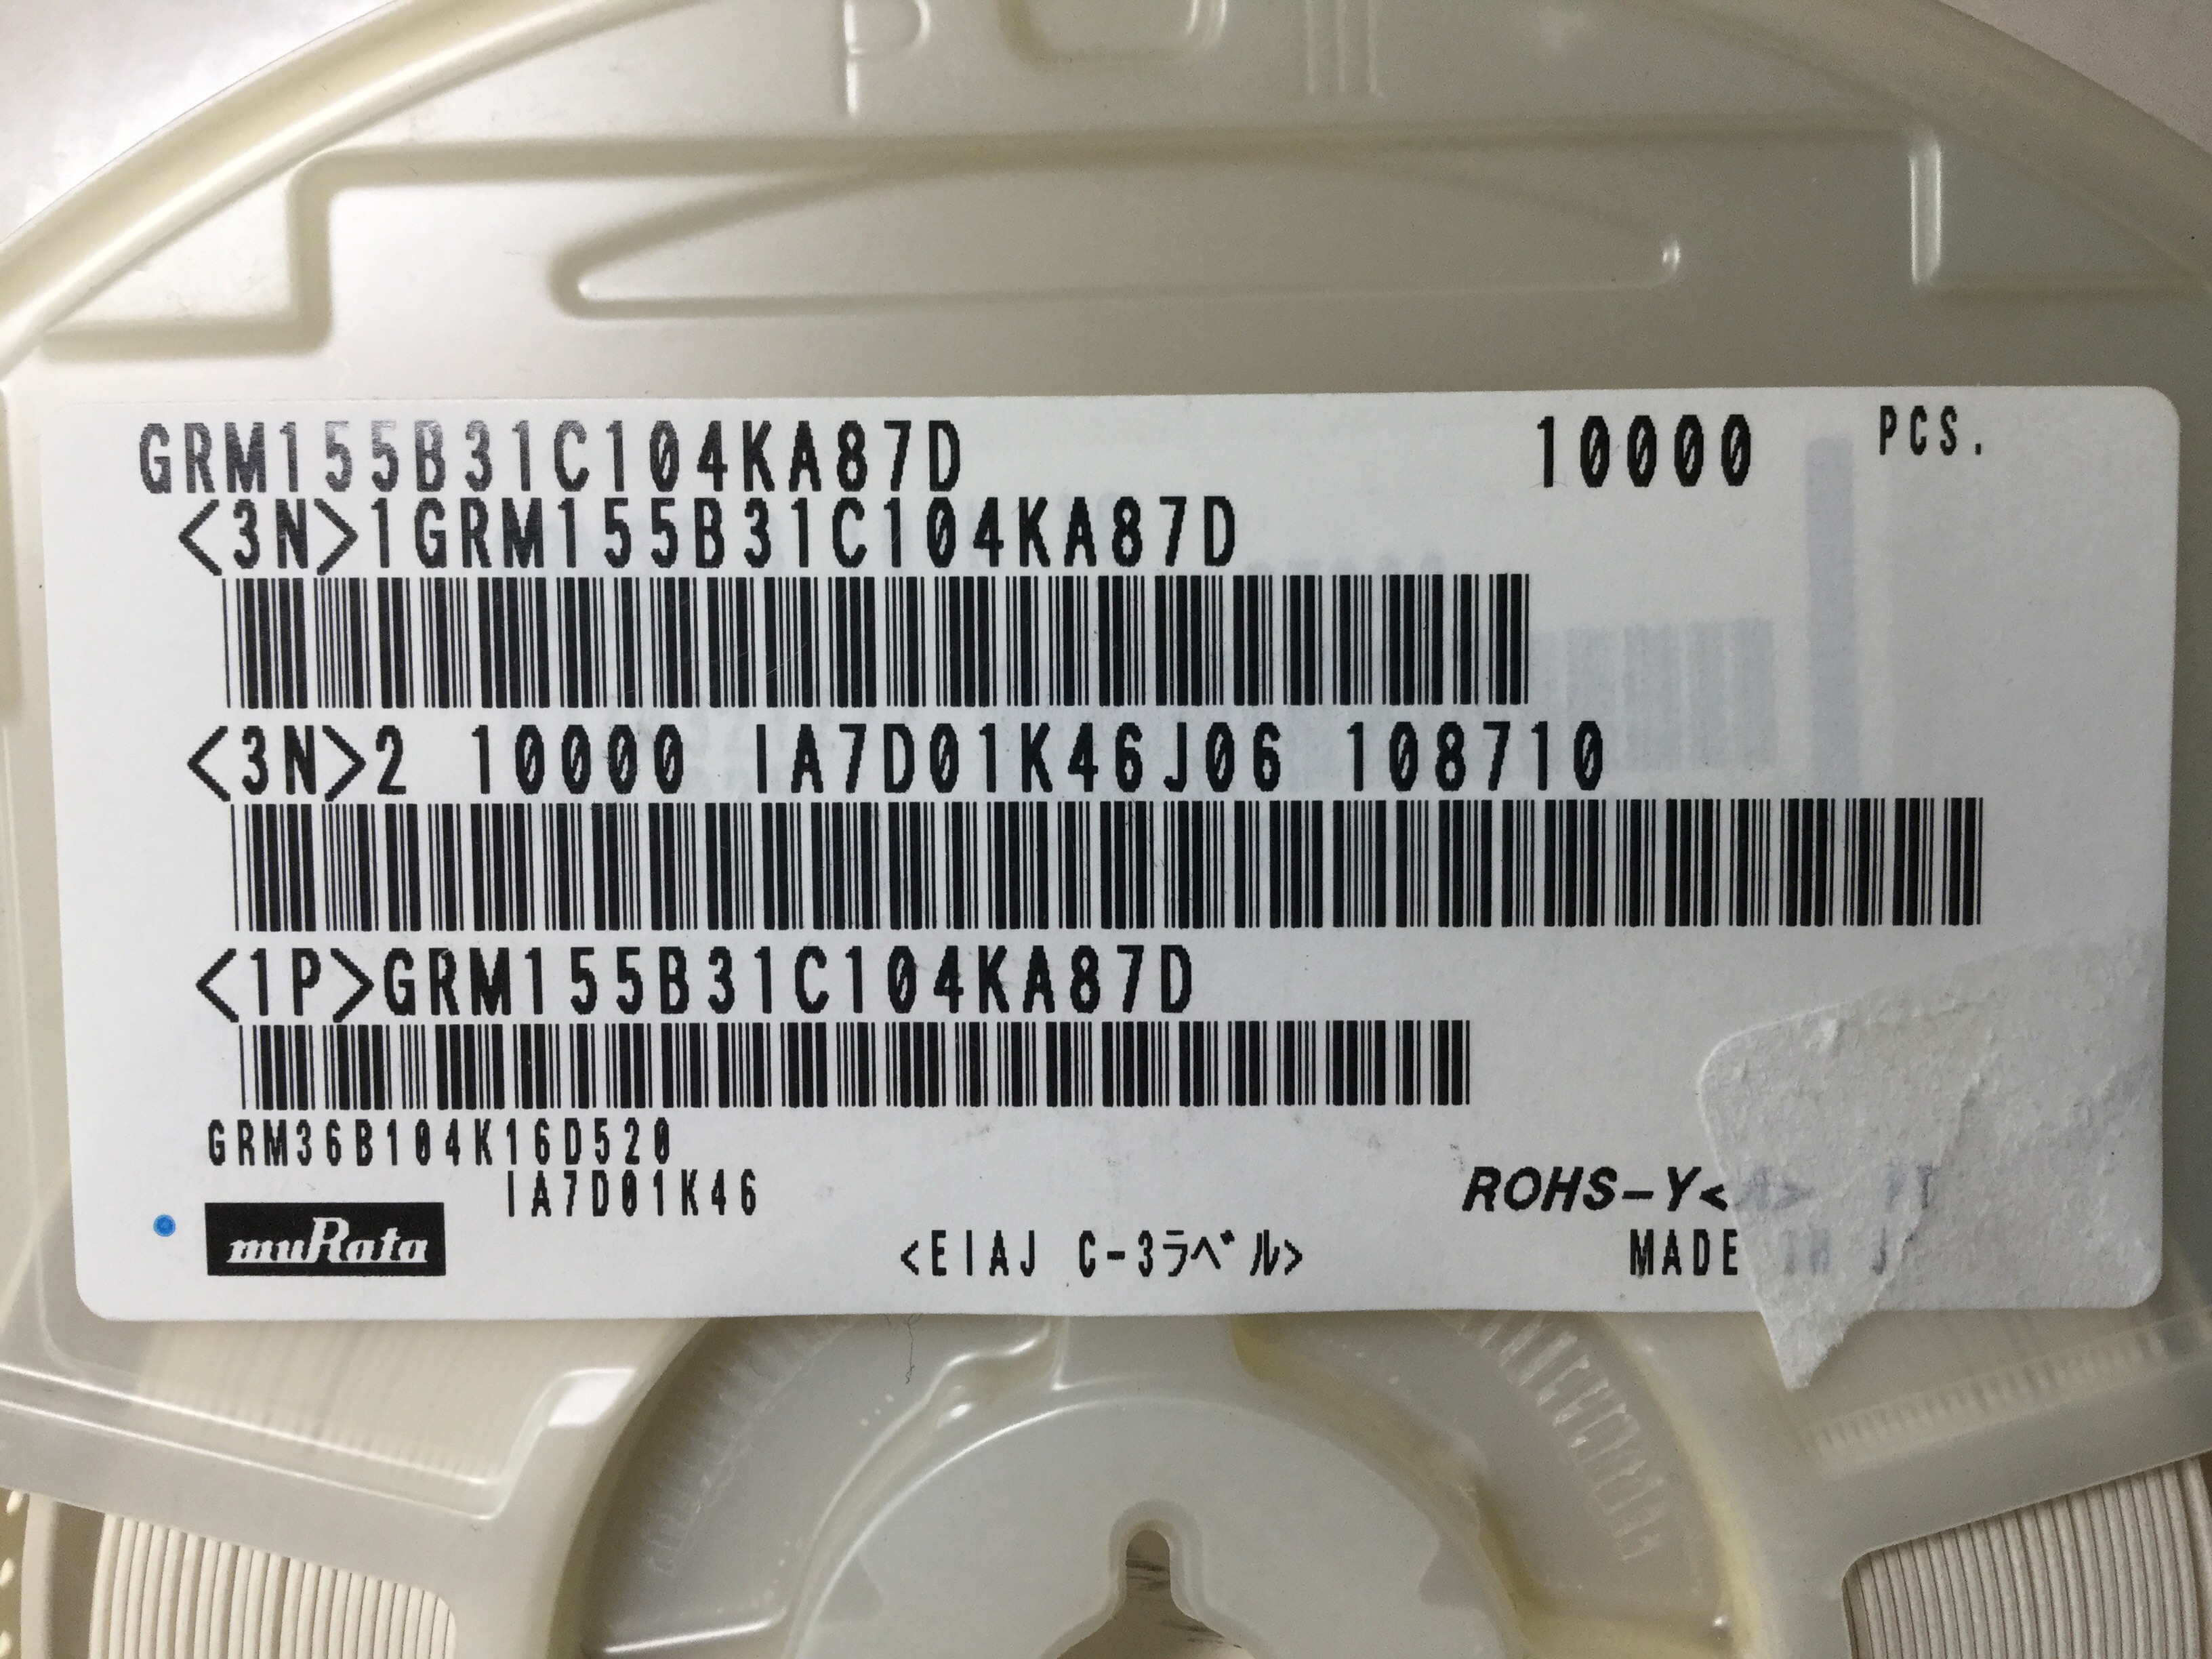 GRM155B31C104KA87D 10000 PCS.
<3N>1GRM155B31C104KA87D
<3N>2 10000 IA7D01K46J06 108710
<1P>GRM155B31C104KA87D
GRM36B104K16D520
IA7D01K46
muRata
<EIAJ C-3ラベル>
ROHS-Y<
MADE